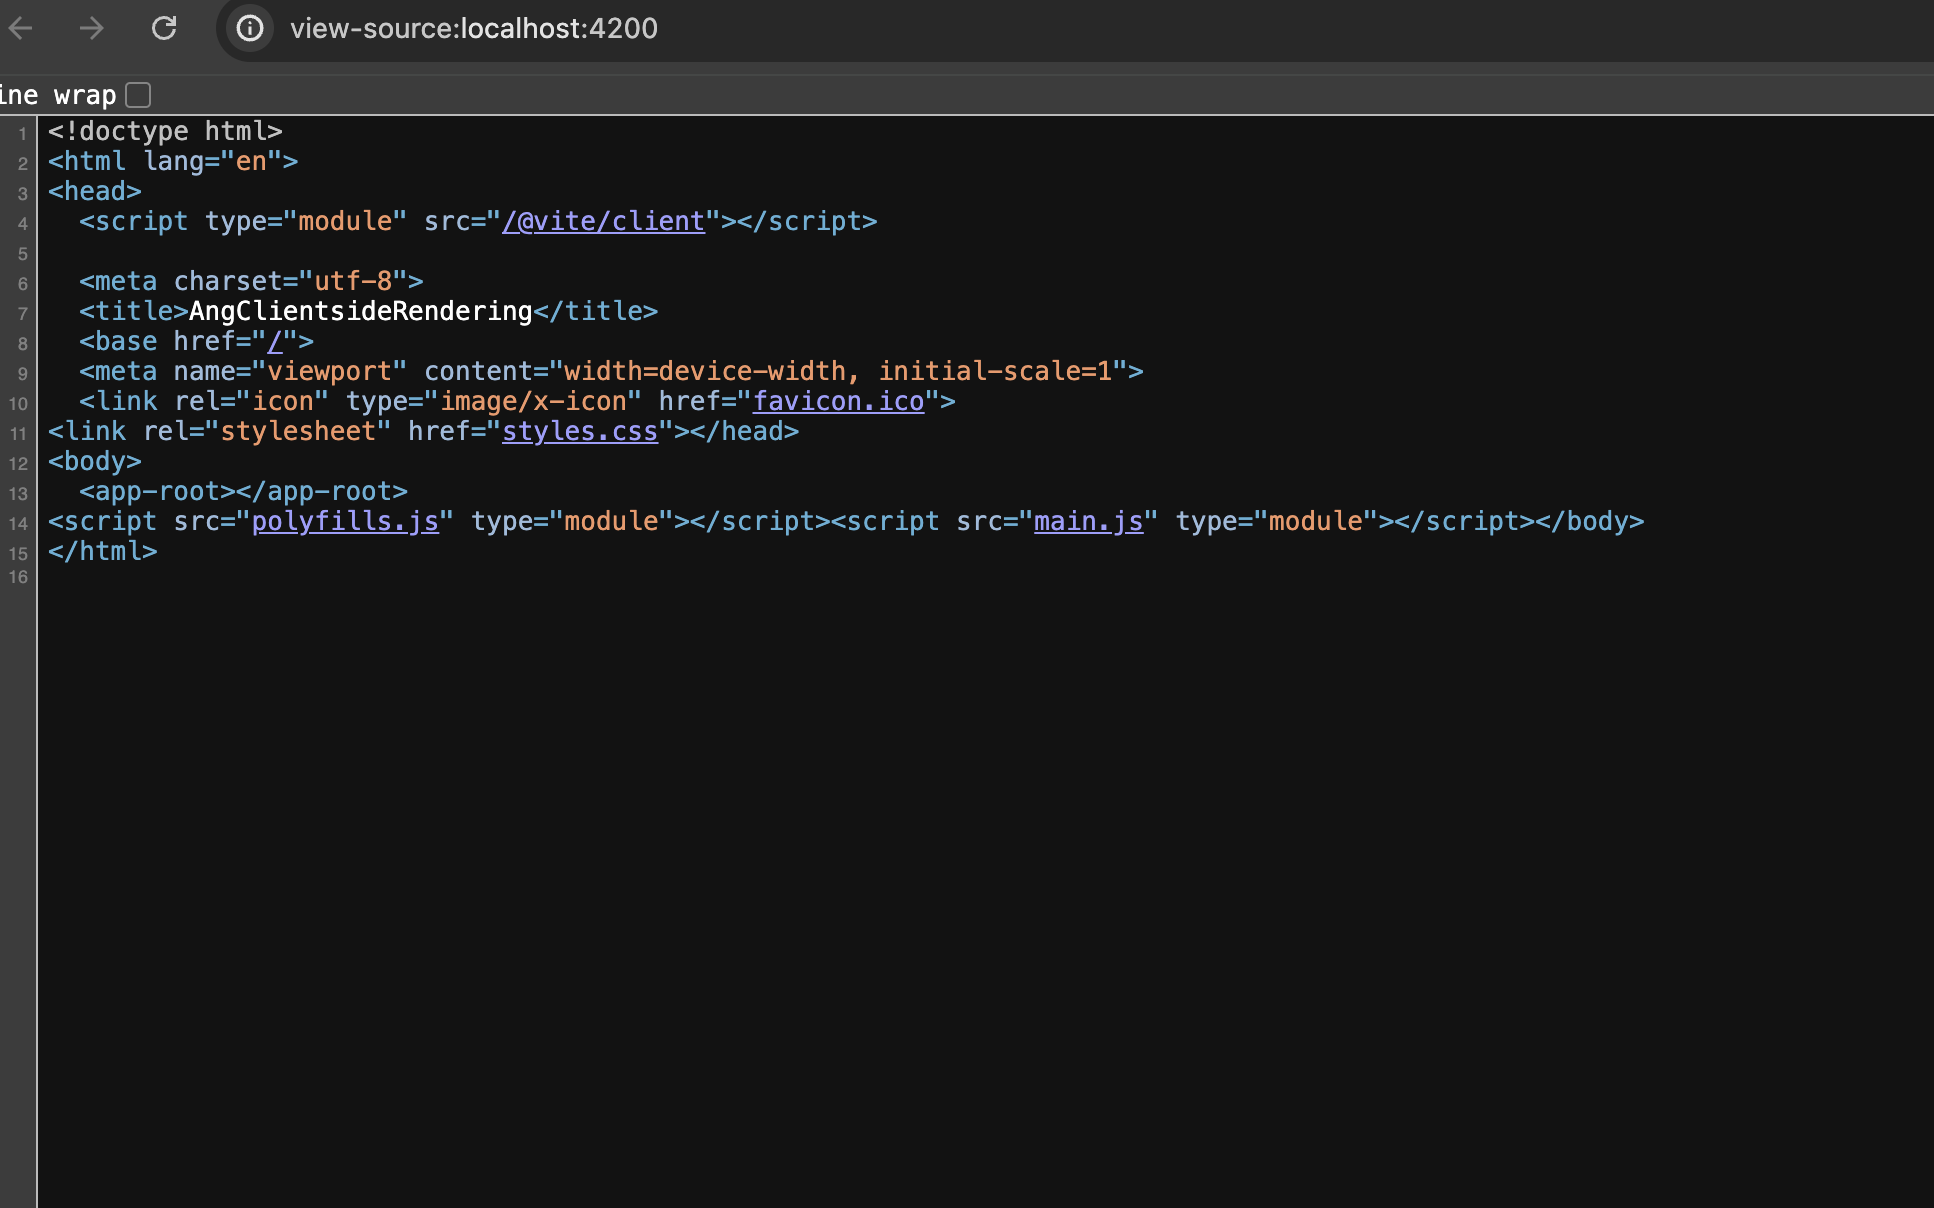 view-source:localhost:4200
ine wrap
1 <!doctype html>
2 <html lang="en">
3 <head>
4   <script type="module" src="/@vite/client"></script>
5
6   <meta charset="utf-8">
7   <title>AngClientsideRendering</title>
8   <base href="/">
9   <meta name="viewport" content="width=device-width, initial-scale=1">
10   <link rel="icon" type="image/x-icon" href="favicon.ico">
11 <link rel="stylesheet" href="styles.css"></head>
12 <body>
13   <app-root></app-root>
14 <script src="polyfills.js" type="module"></script><script src="main.js" type="module"></script></body>
15 </html>
16